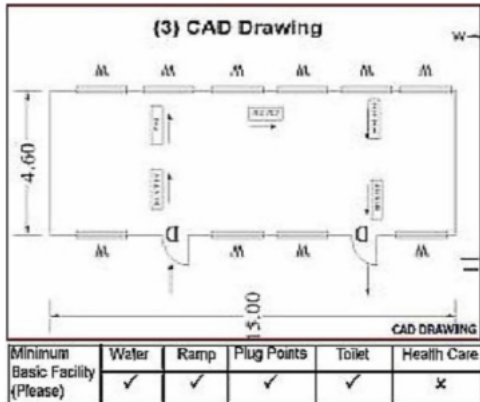 (3) CAD Drawing
W
W W W W W W
4.60
D D
W W W W
15.00
CAD DRAWING
Minimum Basic Facility (Please) Water Ramp Plug Points Toilet Health Care
✓ ✓ ✓ ✓ x